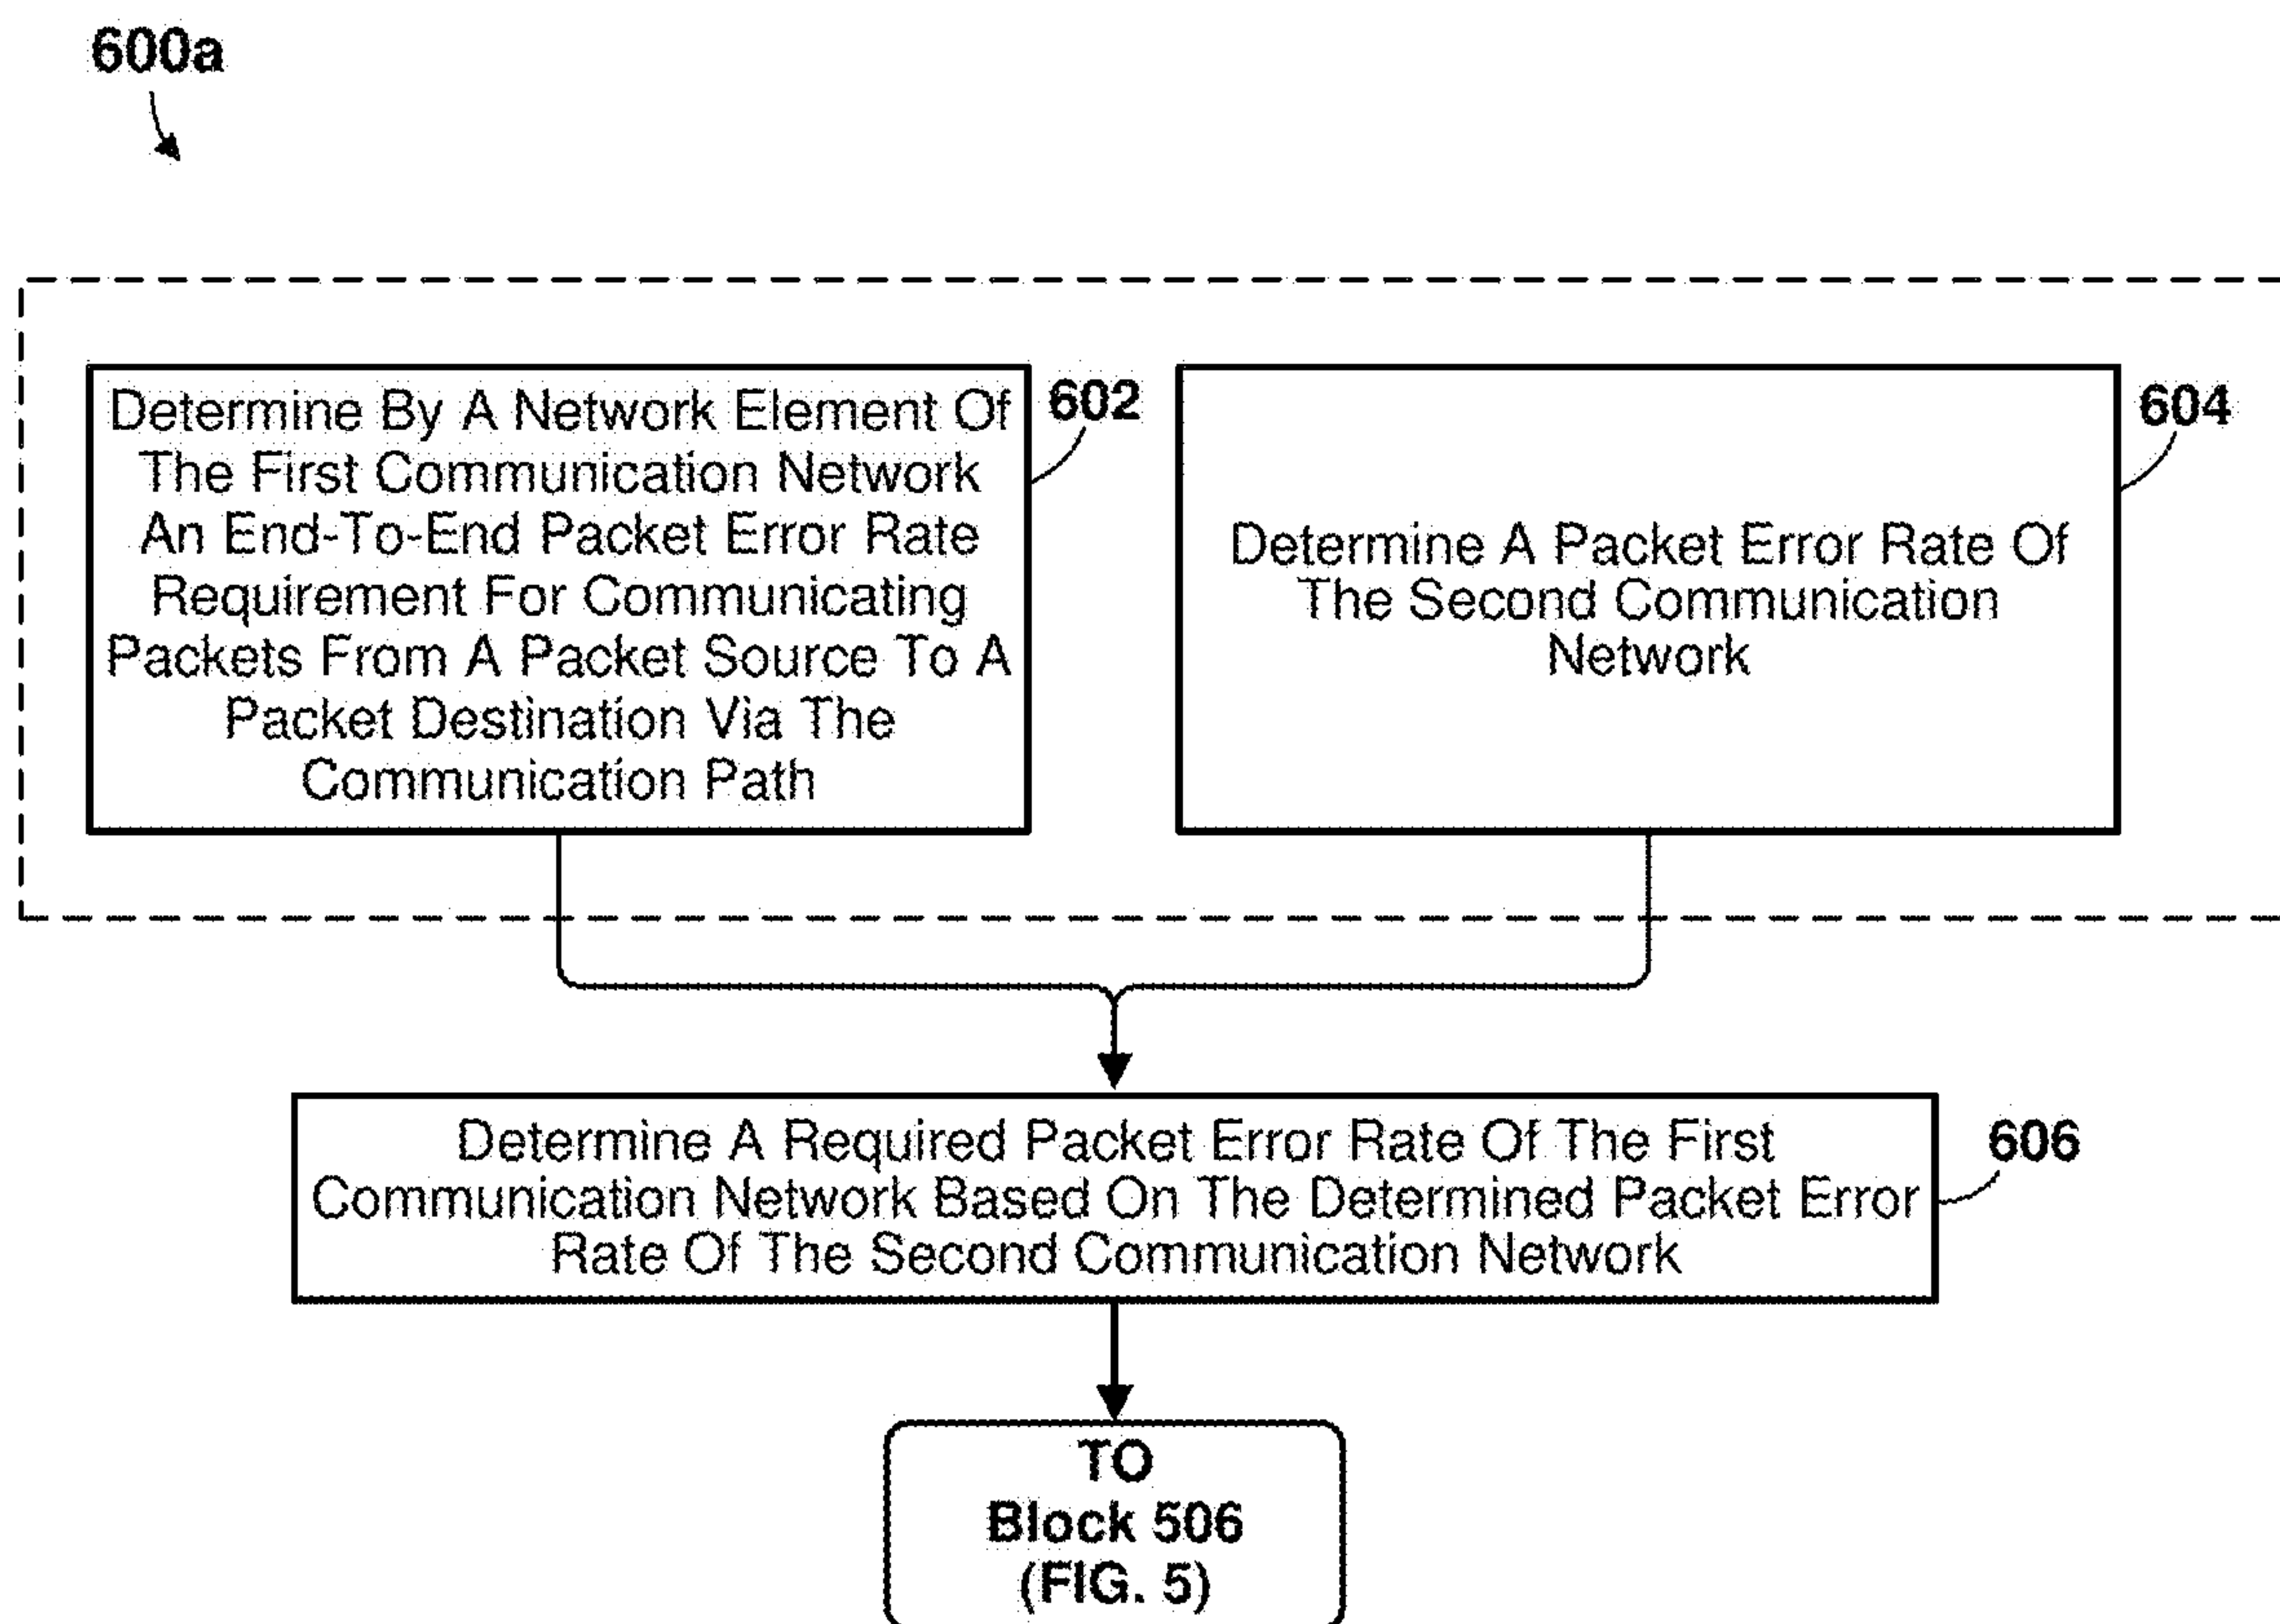 600a
Determine By A Network Element Of
The First Communication Network
An End-To-End Packet Error Rate
Requirement For Communicating
Packets From A Packet Source To A
Packet Destination Via The
Communication Path
602
Determine A Packet Error Rate Of
The Second Communication
Network
604
Determine A Required Packet Error Rate Of The First
Communication Network Based On The Determined Packet Error
Rate Of The Second Communication Network
606
TO
Block 506
(FIG. 5)